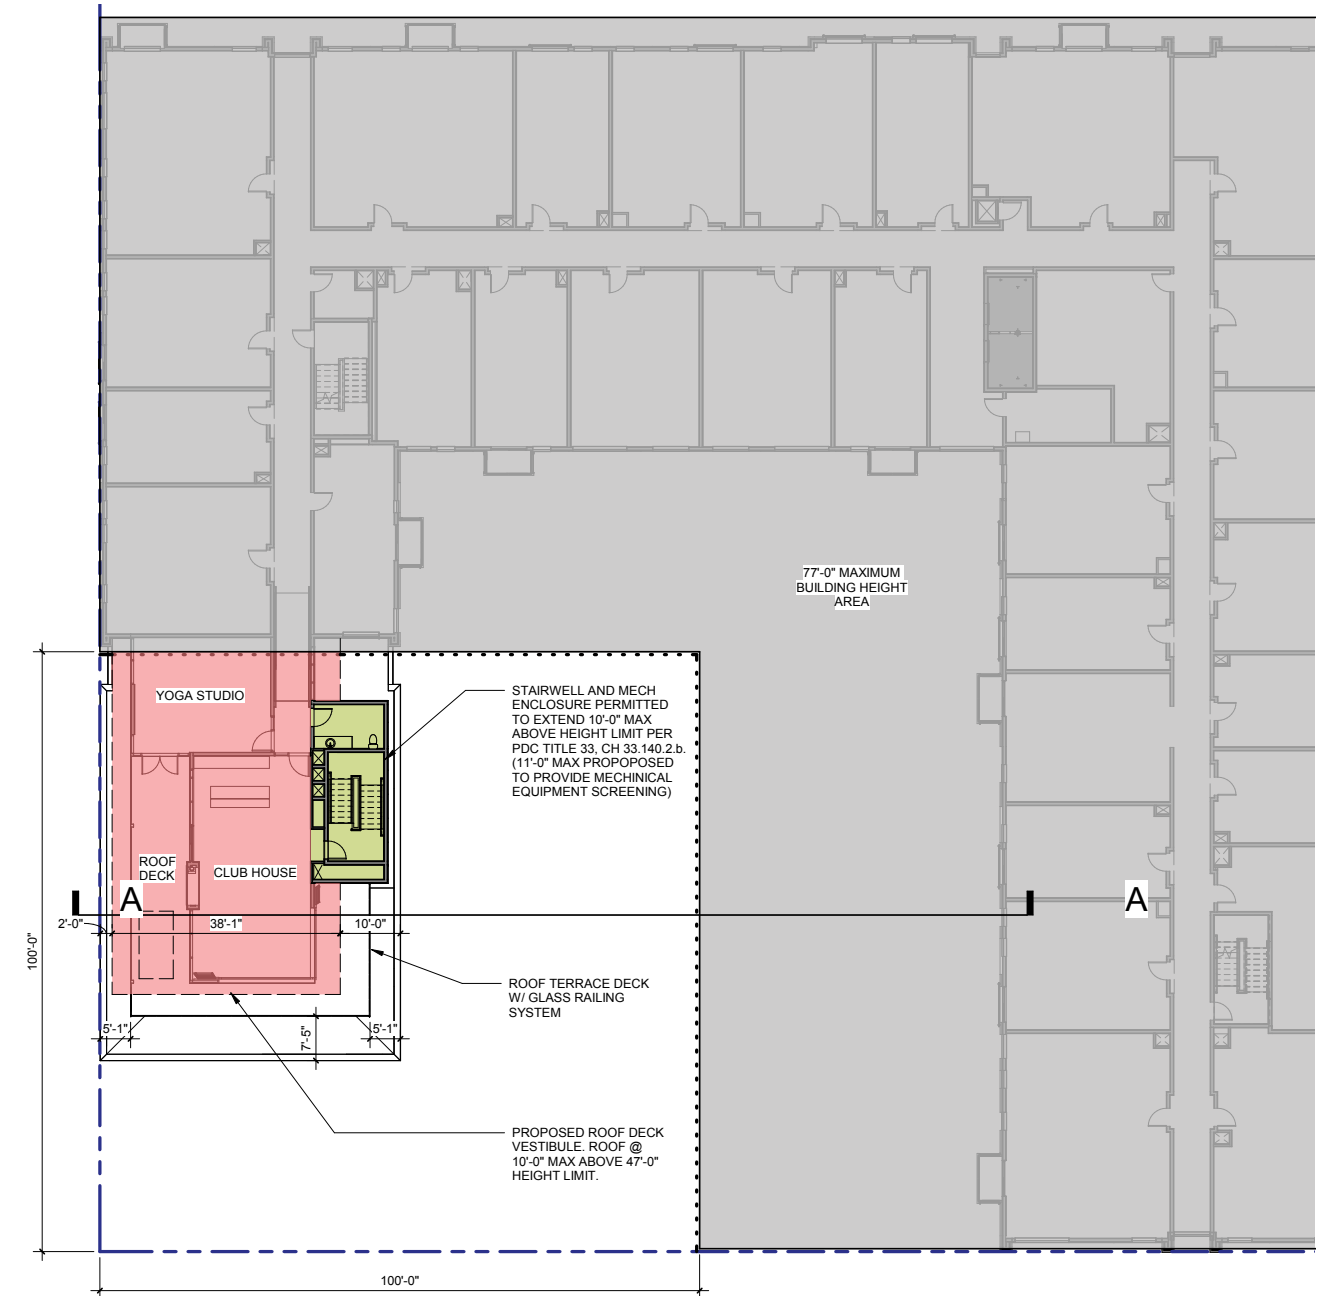 77'-0" MAXIMUM
BUILDING HEIGHT
AREA
YOGA STUDIO
STAIRWELL AND MECH
ENCLOSURE PERMITTED
TO EXTEND 10'-0" MAX
ABOVE HEIGHT LIMIT PER
PDC TITLE 33, CH 33.140.2.b.
(11'-0" MAX PROPOPOSED
TO PROVIDE MECHINICAL
EQUIPMENT SCREENING)
ROOF
DECK
CLUB HOUSE
A
A
2'-0"
38'-1"
10'-0"
100'-0"
ROOF TERRACE DECK
W/ GLASS RAILING
SYSTEM
5'-1"
7'-5"
5'-1"
PROPOSED ROOF DECK
VESTIBULE. ROOF @
10'-0" MAX ABOVE 47'-0"
HEIGHT LIMIT.
100'-0"